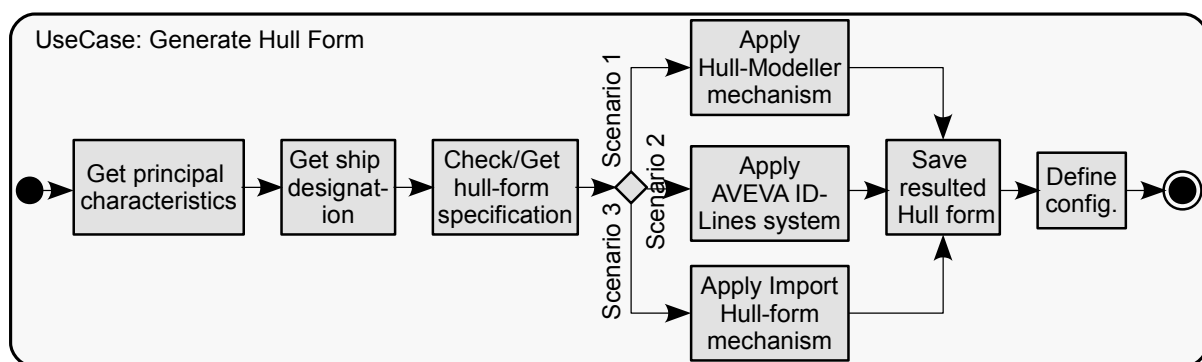 UseCase: Generate Hull Form
Get principal
characteristics
Get ship
designat-
ion
Check/Get
hull-form
specification
Scenario 1
Scenario 2
Scenario 3
Apply
Hull-Modeller
mechanism
Apply
AVEVA ID-
Lines system
Apply Import
Hull-form
mechanism
Save
resulted
Hull form
Define
config.